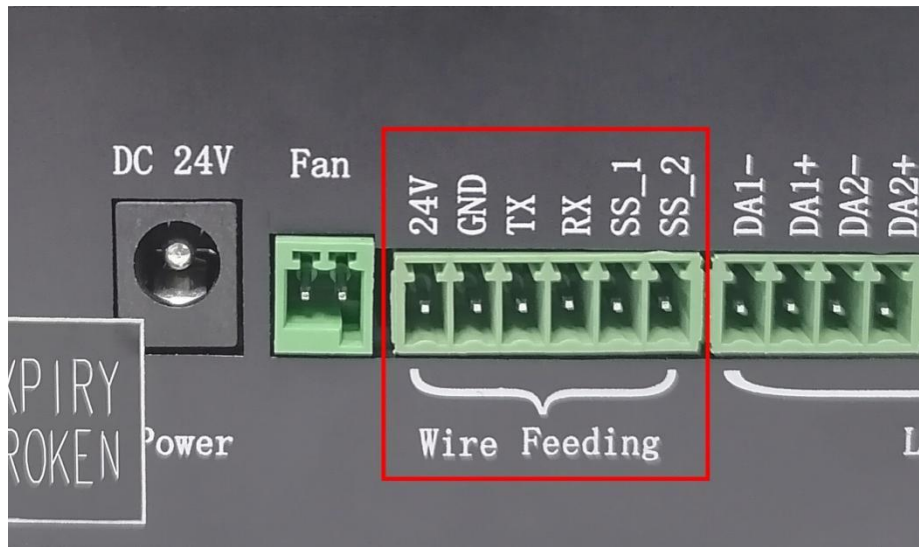 DC 24V
Fan
24V
GND
TX
RX
SS_1
SS_2
DA1-
DA1+
DA2-
DA2+
Power
Wire Feeding